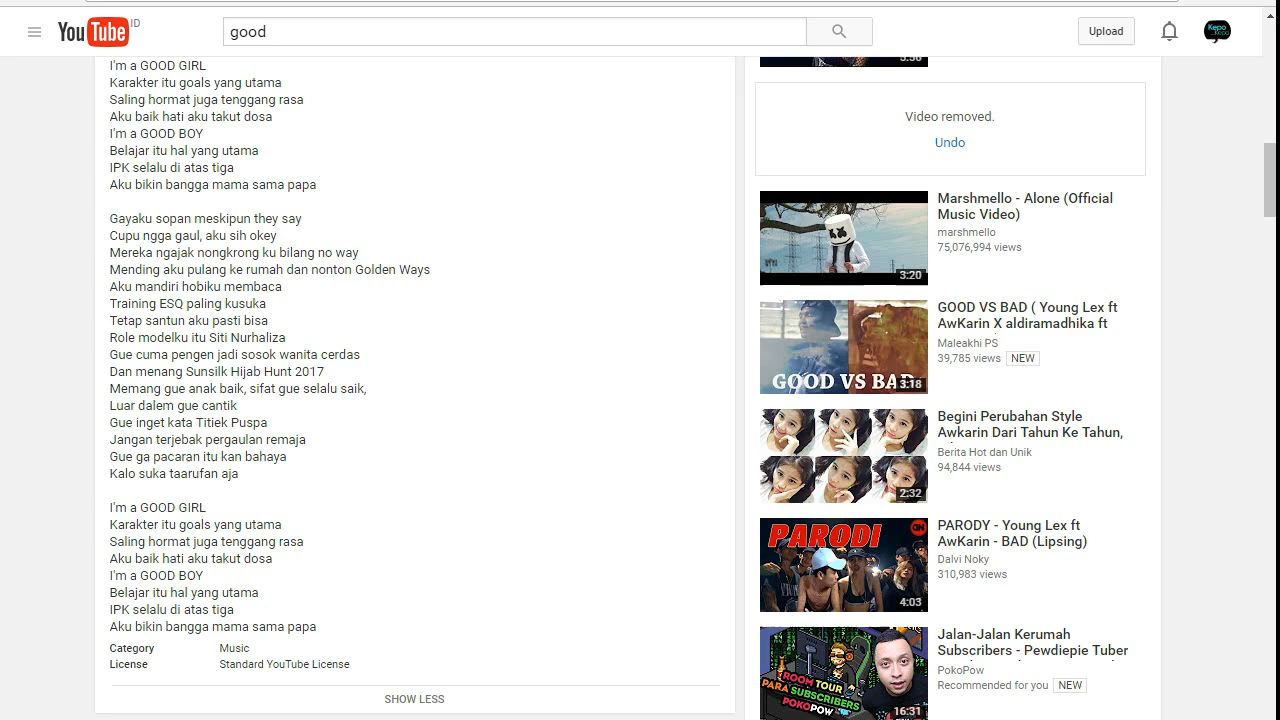 YouTube ID
good
Upload
I'm a GOOD GIRL
Karakter itu goals yang utama
Saling hormat juga tenggang rasa
Aku baik hati aku takut dosa
I'm a GOOD BOY
Belajar itu hal yang utama
IPK selalu di atas tiga
Aku bikin bangga mama sama papa
Gayaku sopan meskipun they say
Cupu ngga gaul, aku sih okey
Mereka ngajak nongkrong ku bilang no way
Mending aku pulang ke rumah dan nonton Golden Ways
Aku mandiri hobiku membaca
Training ESQ paling kusuka
Tetap santun aku pasti bisa
Role modelku itu Siti Nurhaliza
Gue cuma pengen jadi sosok wanita cerdas
Dan menang Sunsilk Hijab Hunt 2017
Memang gue anak baik, sifat gue selalu saik,
Luar dalem gue cantik
Gue inget kata Titiek Puspa
Jangan terjebak pergaulan remaja
Gue ga pacaran itu kan bahaya
Kalo suka taarufan aja
I'm a GOOD GIRL
Karakter itu goals yang utama
Saling hormat juga tenggang rasa
Aku baik hati aku takut dosa
I'm a GOOD BOY
Belajar itu hal yang utama
IPK selalu di atas tiga
Aku bikin bangga mama sama papa
Category Music
License Standard YouTube License
SHOW LESS
Video removed.
Undo
Marshmello - Alone (Official
Music Video)
marshmello
75,076,994 views
3:20
GOOD VS BAD ( Young Lex ft
AwKarin X aldiramadhika ft
Maleakhi PS
39,785 views NEW
GOOD VS BAD
3:18
Begini Perubahan Style
Awkarin Dari Tahun Ke Tahun,
Berita Hot dan Unik
94,844 views
2:32
PARODY - Young Lex ft
AwKarin - BAD (Lipsing)
Dalvi Noky
310,983 views
PARODI
4:03
Jalan-Jalan Kerumah
Subscribers - Pewdiepie Tuber
PokoPow
Recommended for you NEW
ROOM TOUR
PARA SUBSCRIBERS
POKOPOW
16:31